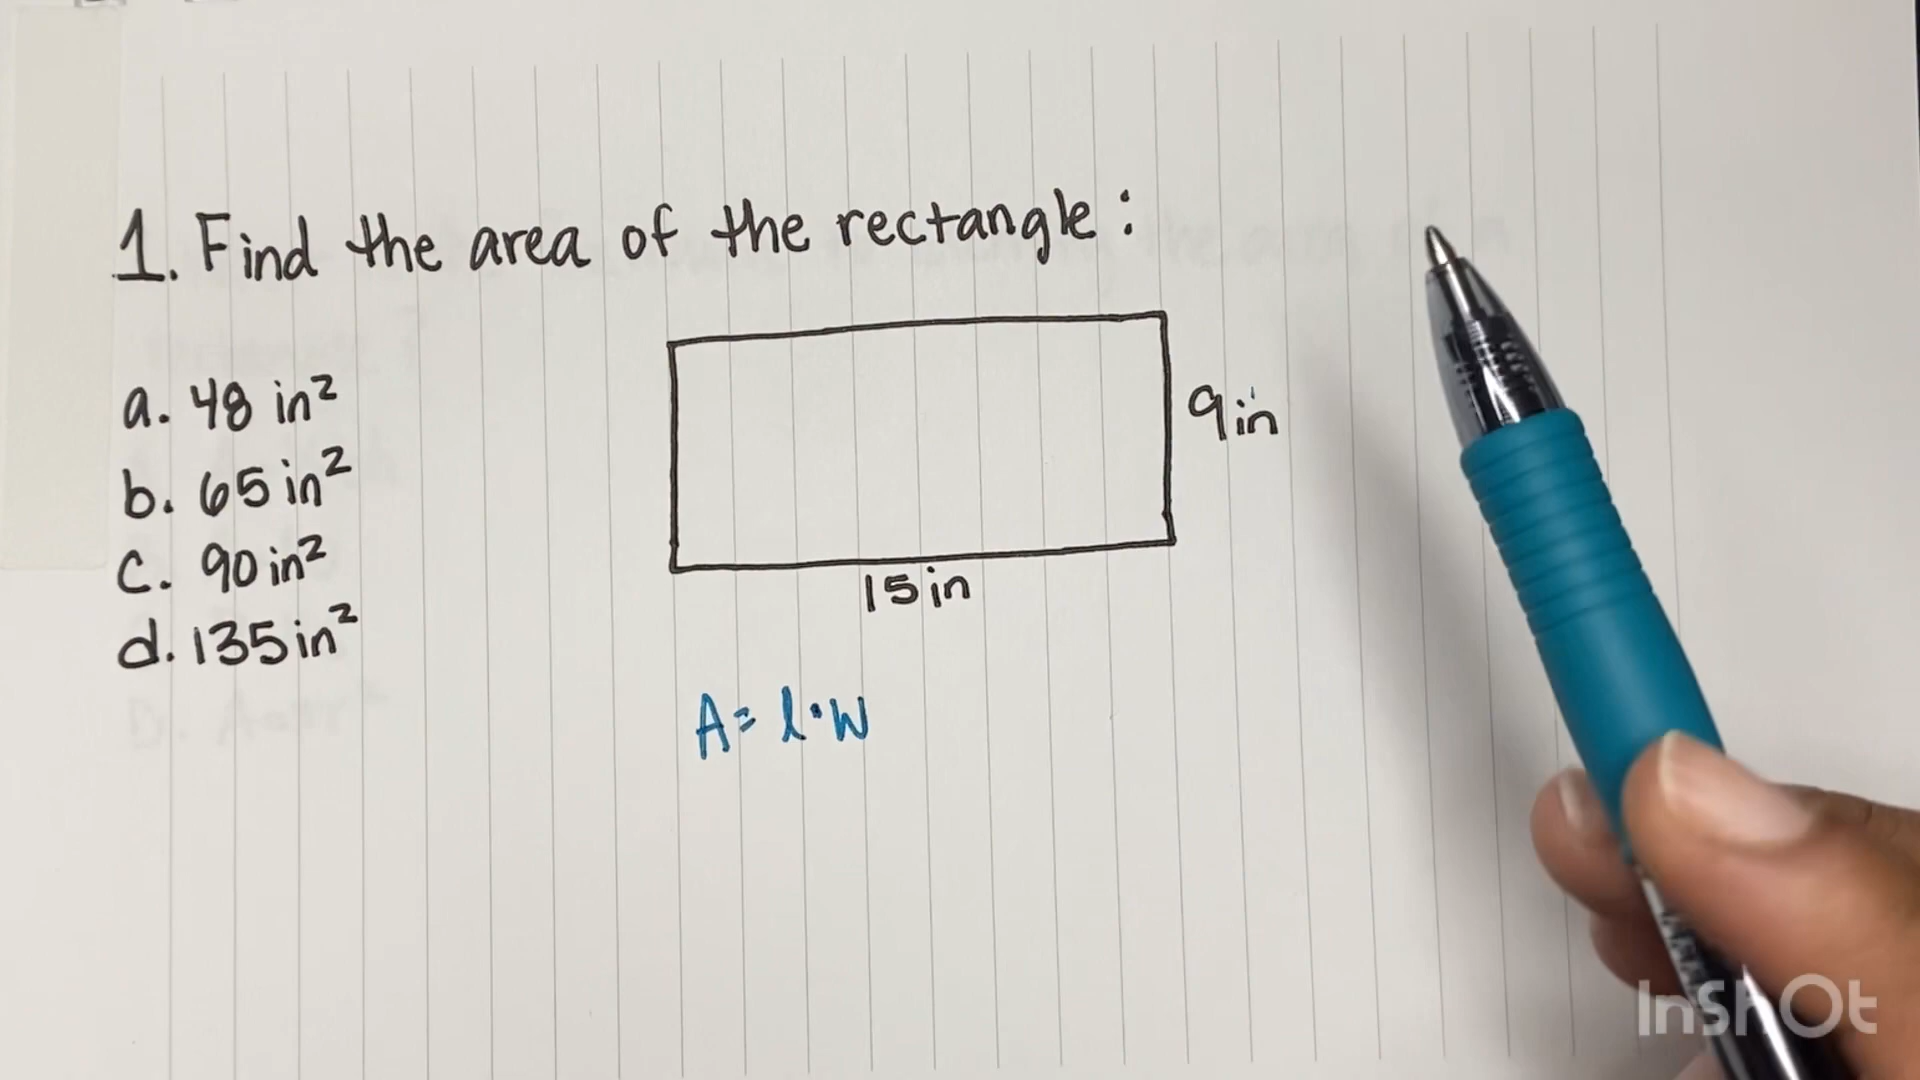 1. Find the area of the rectangle:
a. 48 in²
b. 65 in²
c. 90 in²
d. 135 in²
9 in
15 in
A = l · W
InShOt